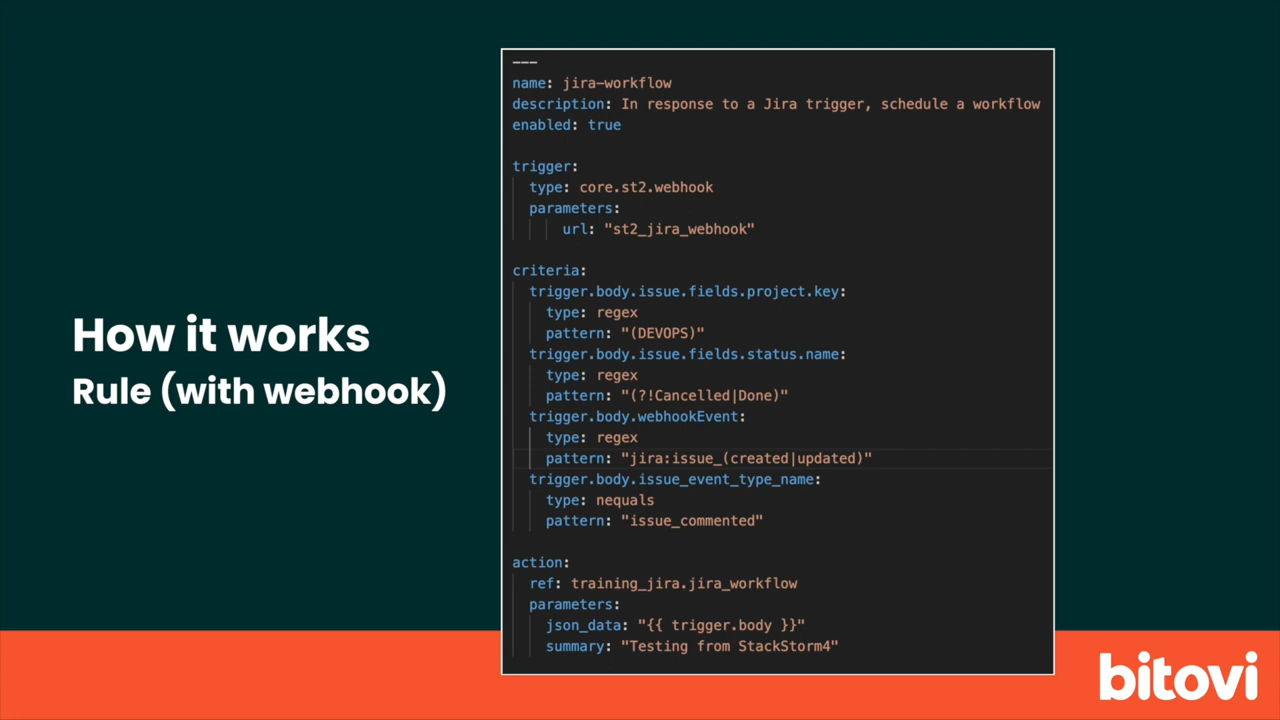 How it works
Rule (with webhook)
---
name: jira-workflow
description: In response to a Jira trigger, schedule a workflow
enabled: true
trigger:
type: core.st2.webhook
parameters:
url: "st2_jira_webhook"
criteria:
trigger.body.issue.fields.project.key:
type: regex
pattern: "(DEVOPS)"
trigger.body.issue.fields.status.name:
type: regex
pattern: "(?!Cancelled|Done)"
trigger.body.webhookEvent:
type: regex
pattern: "jira:issue_(created|updated)"
trigger.body.issue_event_type_name:
type: nequals
pattern: "issue_commented"
action:
ref: training_jira.jira_workflow
parameters:
json_data: "{{ trigger.body }}"
summary: "Testing from StackStorm4"
bitovi